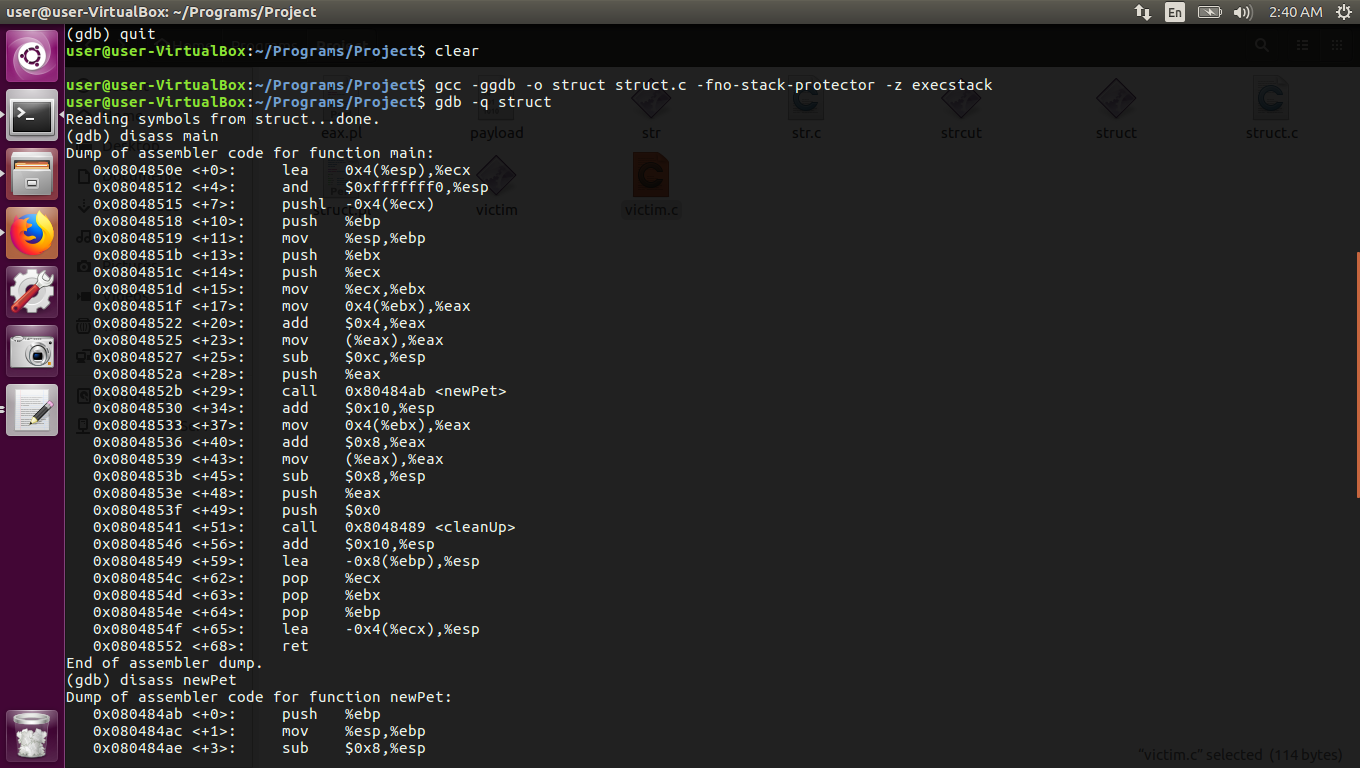 user@user-VirtualBox: ~/Programs/Project
En
2:40 AM
(gdb) quit
user@user-VirtualBox:~/Programs/Project$ clear
user@user-VirtualBox:~/Programs/Project$ gcc -ggdb -o struct struct.c -fno-stack-protector -z execstack
user@user-VirtualBox:~/Programs/Project$ gdb -q struct
Reading symbols from struct...done.
(gdb) disass main
Dump of assembler code for function main:
0x0804850e <+0>: lea 0x4(%esp),%ecx
0x08048512 <+4>: and $0xfffffff0,%esp
0x08048515 <+7>: pushl -0x4(%ecx)
0x08048518 <+10>: push %ebp
0x08048519 <+11>: mov %esp,%ebp
0x0804851b <+13>: push %ebx
0x0804851c <+14>: push %ecx
0x0804851d <+15>: mov %ecx,%ebx
0x0804851f <+17>: mov 0x4(%ebx),%eax
0x08048522 <+20>: add $0x4,%eax
0x08048525 <+23>: mov (%eax),%eax
0x08048527 <+25>: sub $0xc,%esp
0x0804852a <+28>: push %eax
0x0804852b <+29>: call 0x80484ab <newPet>
0x08048530 <+34>: add $0x10,%esp
0x08048533 <+37>: mov 0x4(%ebx),%eax
0x08048536 <+40>: add $0x8,%eax
0x08048539 <+43>: mov (%eax),%eax
0x0804853b <+45>: sub $0x8,%esp
0x0804853e <+48>: push %eax
0x0804853f <+49>: push $0x0
0x08048541 <+51>: call 0x8048489 <cleanUp>
0x08048546 <+56>: add $0x10,%esp
0x08048549 <+59>: lea -0x8(%ebp),%esp
0x0804854c <+62>: pop %ecx
0x0804854d <+63>: pop %ebx
0x0804854e <+64>: pop %ebp
0x0804854f <+65>: lea -0x4(%ecx),%esp
0x08048552 <+68>: ret
End of assembler dump.
(gdb) disass newPet
Dump of assembler code for function newPet:
0x080484ab <+0>: push %ebp
0x080484ac <+1>: mov %esp,%ebp
0x080484ae <+3>: sub $0x8,%esp
eax.pl
payload
str
str.c
strcut
struct
struct.c
struct.pl
victim
victim.c
"victim.c" selected (114 bytes)